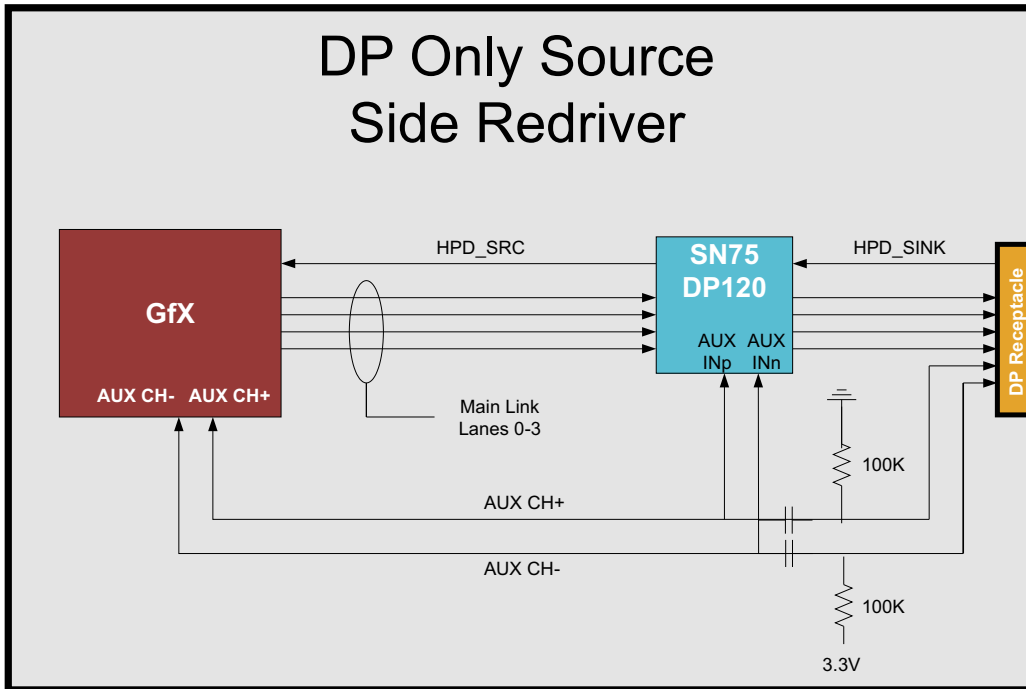 DP Only Source
Side Redriver
HPD_SRC
HPD_SINK
SN75
DP120
GfX
DP Receptacle
AUX AUX
INp INn
AUX CH- AUX CH+
Main Link
Lanes 0-3
100K
AUX CH+
AUX CH-
100K
3.3V